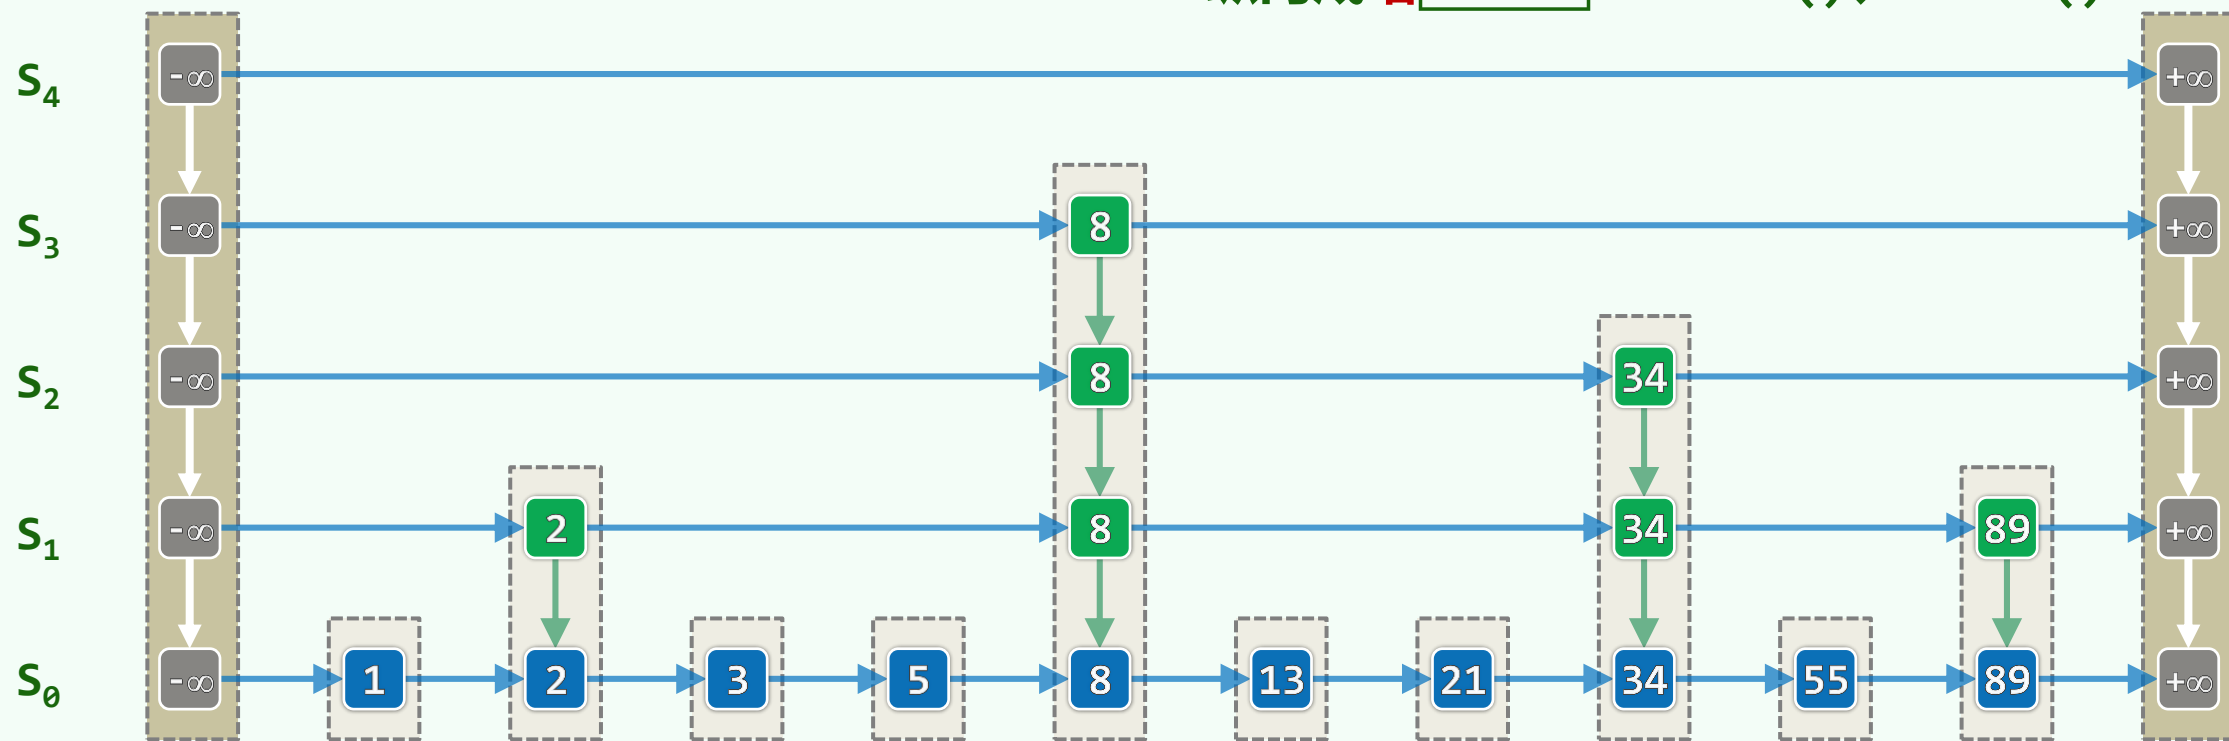 S4 -∞ +∞
S3 -∞ 8 +∞
S2 -∞ 8 34 +∞
S1 -∞ 2 8 34 89 +∞
S0 -∞ 1 2 3 5 8 13 21 34 55 89 +∞